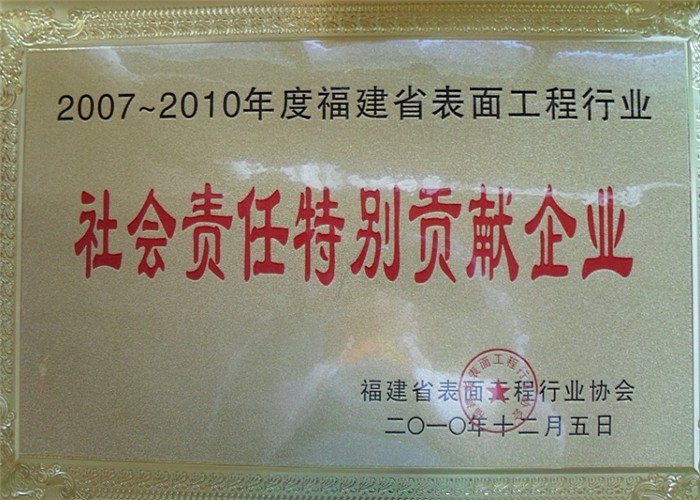 2007~2010年度福建省表面工程行业
社会责任特别贡献企业
福建省表面工程行业协会
二〇一〇年十二月五日